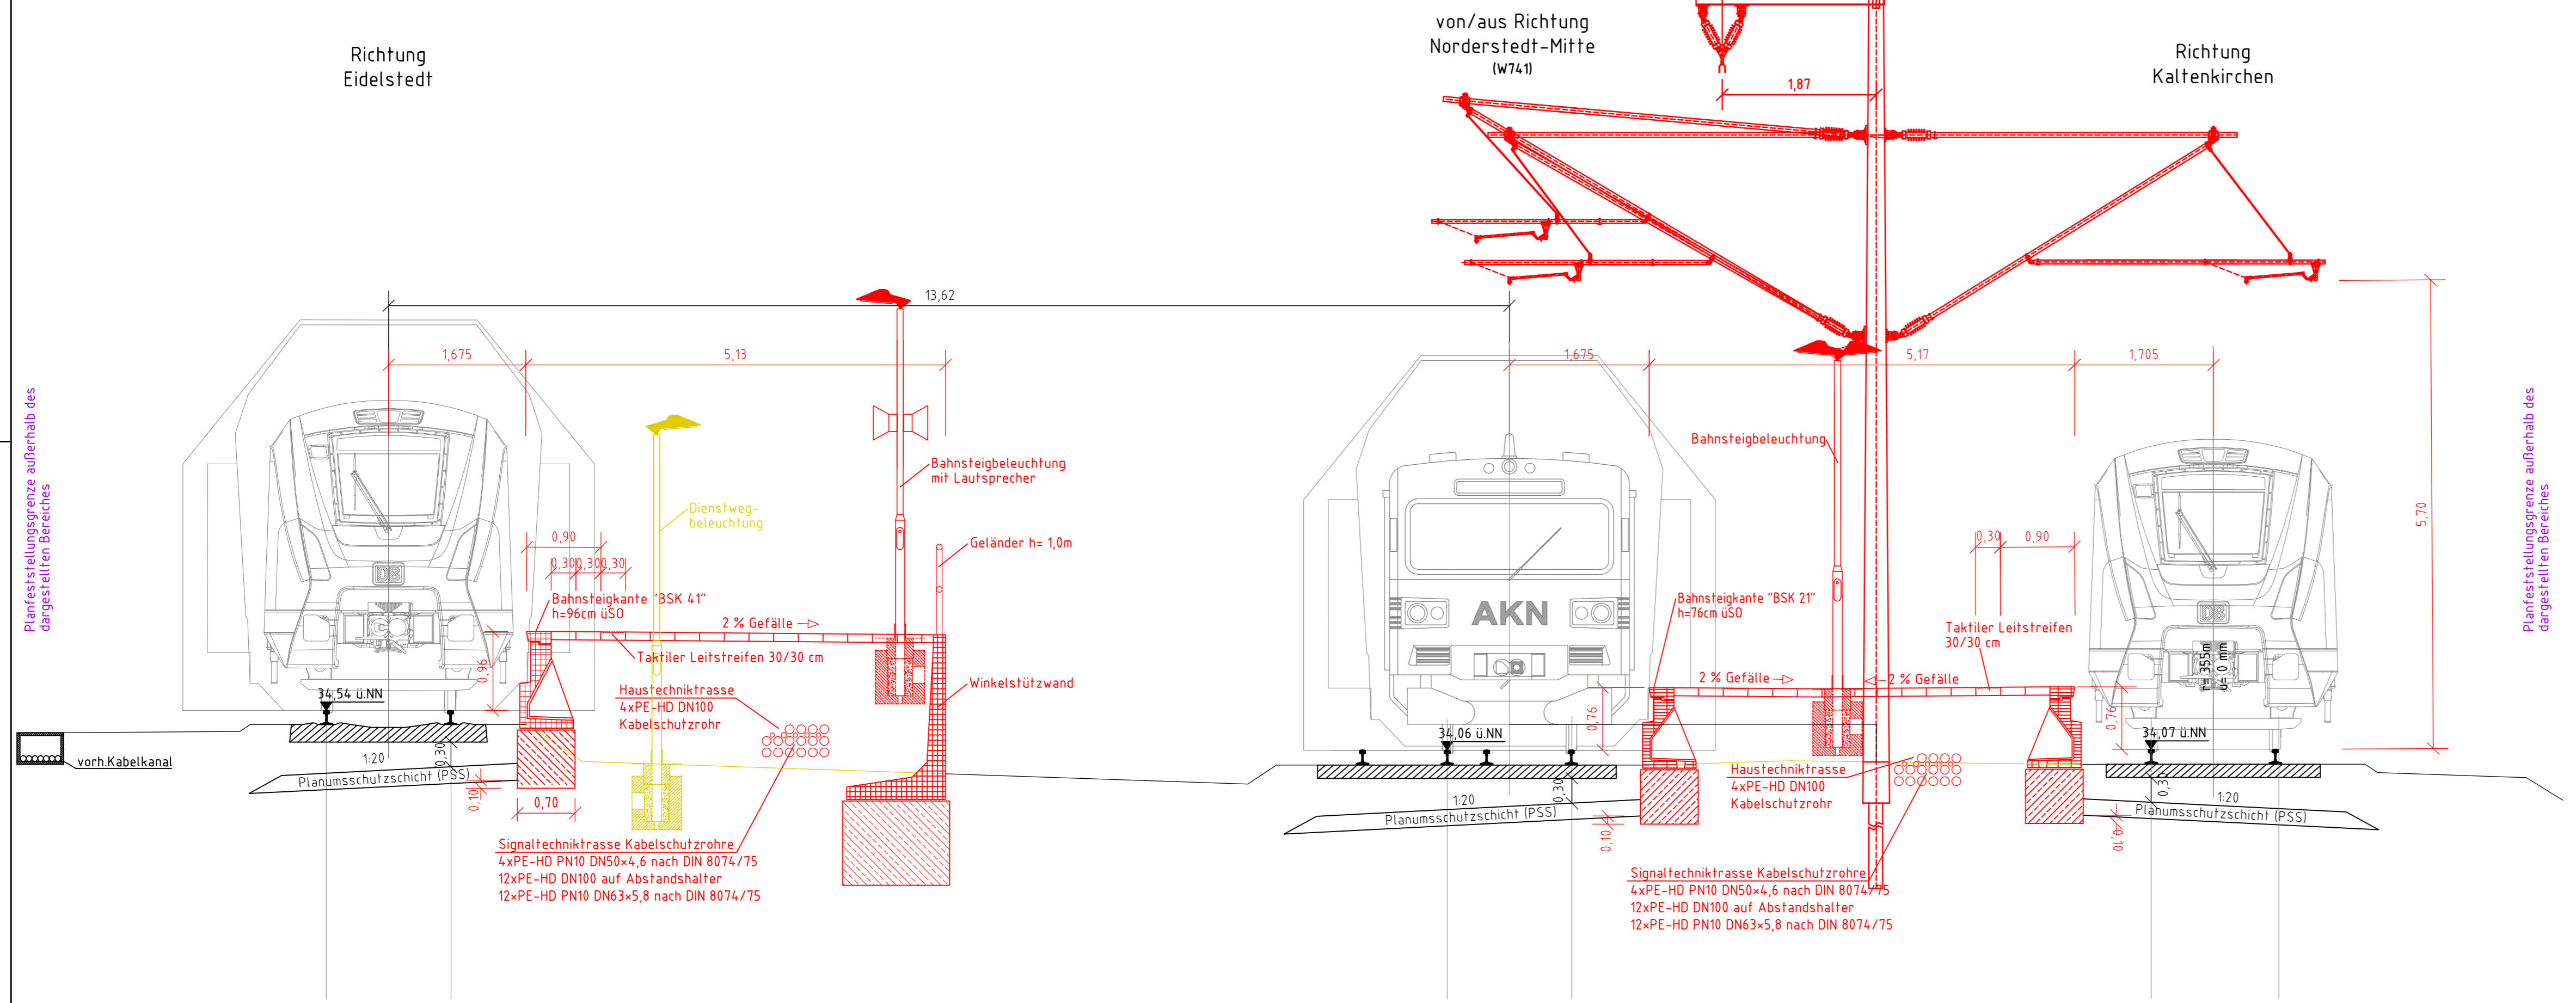 Richtung
Eidelstedt
von/aus Richtung
Norderstedt-Mitte
(W741)
Richtung
Kaltenkirchen
1,87
13,62
1,675
5,13
1,675
5,17
1,705
Planfeststellungsgrenze außerhalb des
dargestellten Bereiches
Planfeststellungsgrenze außerhalb des
dargestellten Bereiches
5,70
Bahnsteigbeleuchtung
mit Lautsprecher
Dienstweg-
beleuchtung
Geländer h= 1,0m
0,90
0,30
0,30
0,30
Bahnsteigkante "BSK 41"
h=96cm üSO
2 % Gefälle
Taktiler Leitstreifen 30/30 cm
0,96
DB
34,54 ü.NN
Haustechniktrasse
4xPE-HD DN100
Kabelschutzrohr
Winkelstützwand
vorh.Kabelkanal
1:20
Planumsschutzschicht (PSS)
0,30
0,10
0,70
Signaltechniktrasse Kabelschutzrohre
4xPE-HD PN10 DN50x4,6 nach DIN 8074/75
12xPE-HD DN100 auf Abstandshalter
12xPE-HD PN10 DN63x5,8 nach DIN 8074/75
Bahnsteigbeleuchtung
AKN
Bahnsteigkante "BSK 21"
h=76cm üSO
0,30
0,90
Taktiler Leitstreifen
30/30 cm
2 % Gefälle
2 % Gefälle
0,76
0,76
34,06 ü.NN
DB
r= 355m
u= 0 mm
34,07 ü.NN
Haustechniktrasse
4xPE-HD DN100
Kabelschutzrohr
1:20
Planumsschutzschicht (PSS)
0,30
0,10
0,30
1:20
Planumsschutzschicht (PSS)
0,10
Signaltechniktrasse Kabelschutzrohre
4xPE-HD PN10 DN50x4,6 nach DIN 8074/75
12xPE-HD DN100 auf Abstandshalter
12xPE-HD PN10 DN63x5,8 nach DIN 8074/75